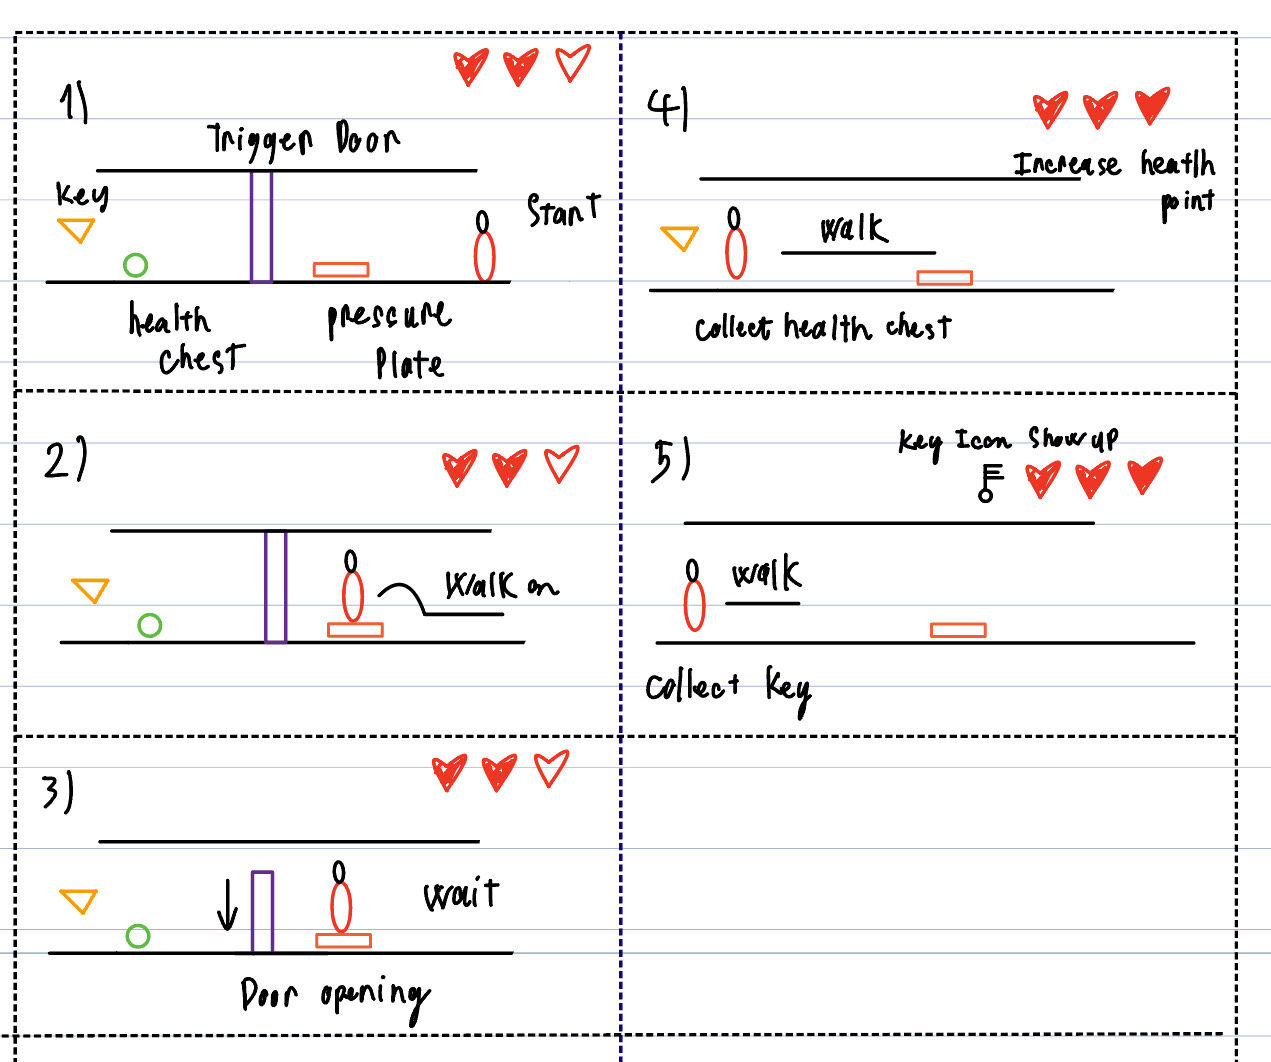 1)
Trigger Door
Key
Start
health
chest
pressure
Plate
2)
Walk on
3)
Wait
Door opening
4)
Increase heatlh
point
walk
collect health chest
5)
Key Icon Show up
walk
collect Key